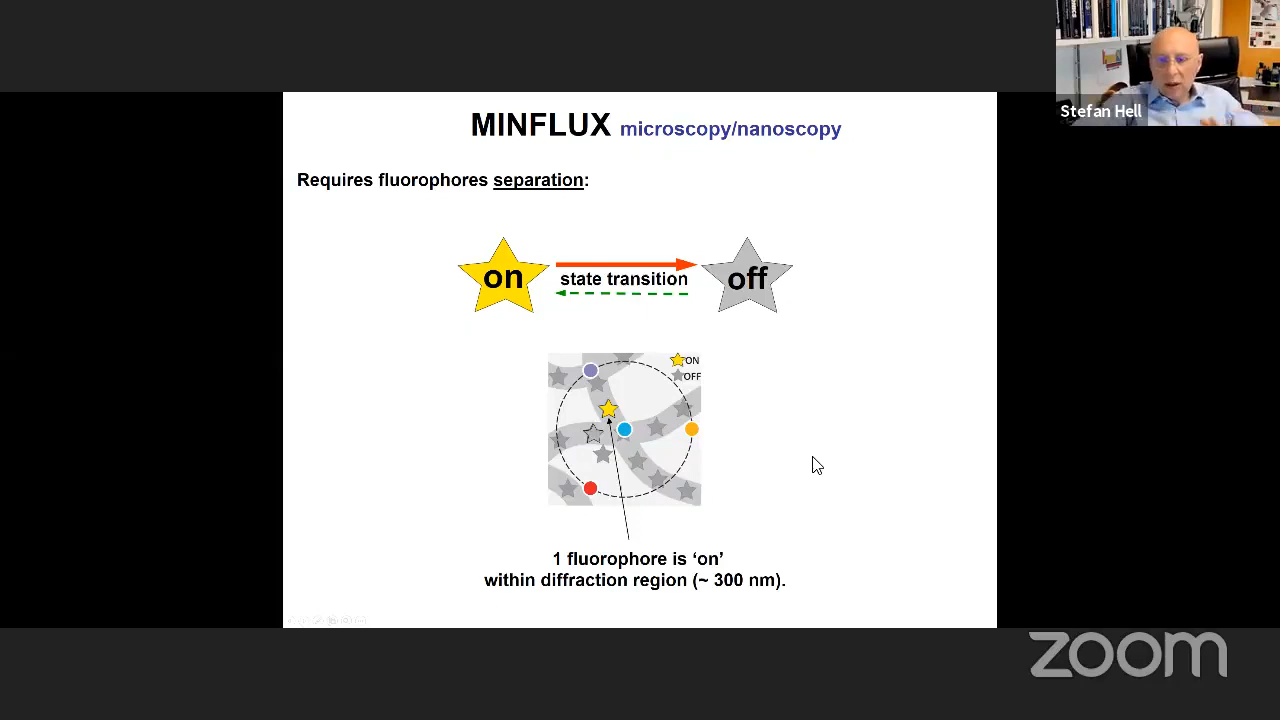 Stefan Hell
MINFLUX microscopy/nanoscopy
Requires fluorophores separation:
on
state transition
off
ON
OFF
1 fluorophore is ‘on’
within diffraction region (~ 300 nm).
zoom